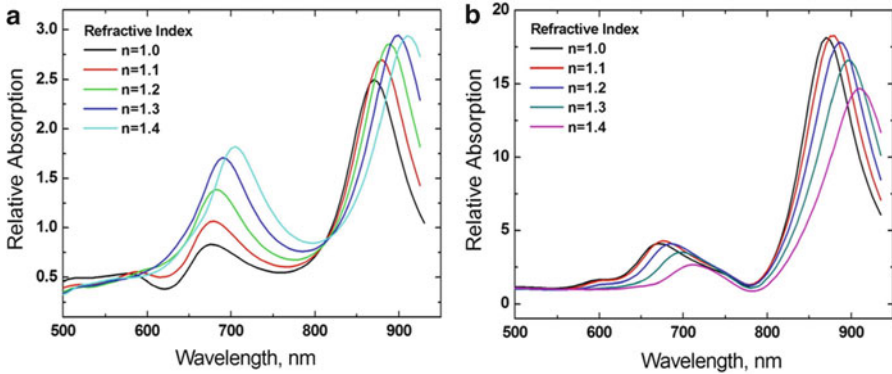 a
Refractive Index
n=1.0
n=1.1
n=1.2
n=1.3
n=1.4
3.0
2.5
2.0
1.5
1.0
0.5
Relative Absorption
500 600 700 800 900
Wavelength, nm
b
Refractive Index
n=1.0
n=1.1
n=1.2
n=1.3
n=1.4
20
15
10
5
0
Relative Absorption
500 600 700 800 900
Wavelength, nm